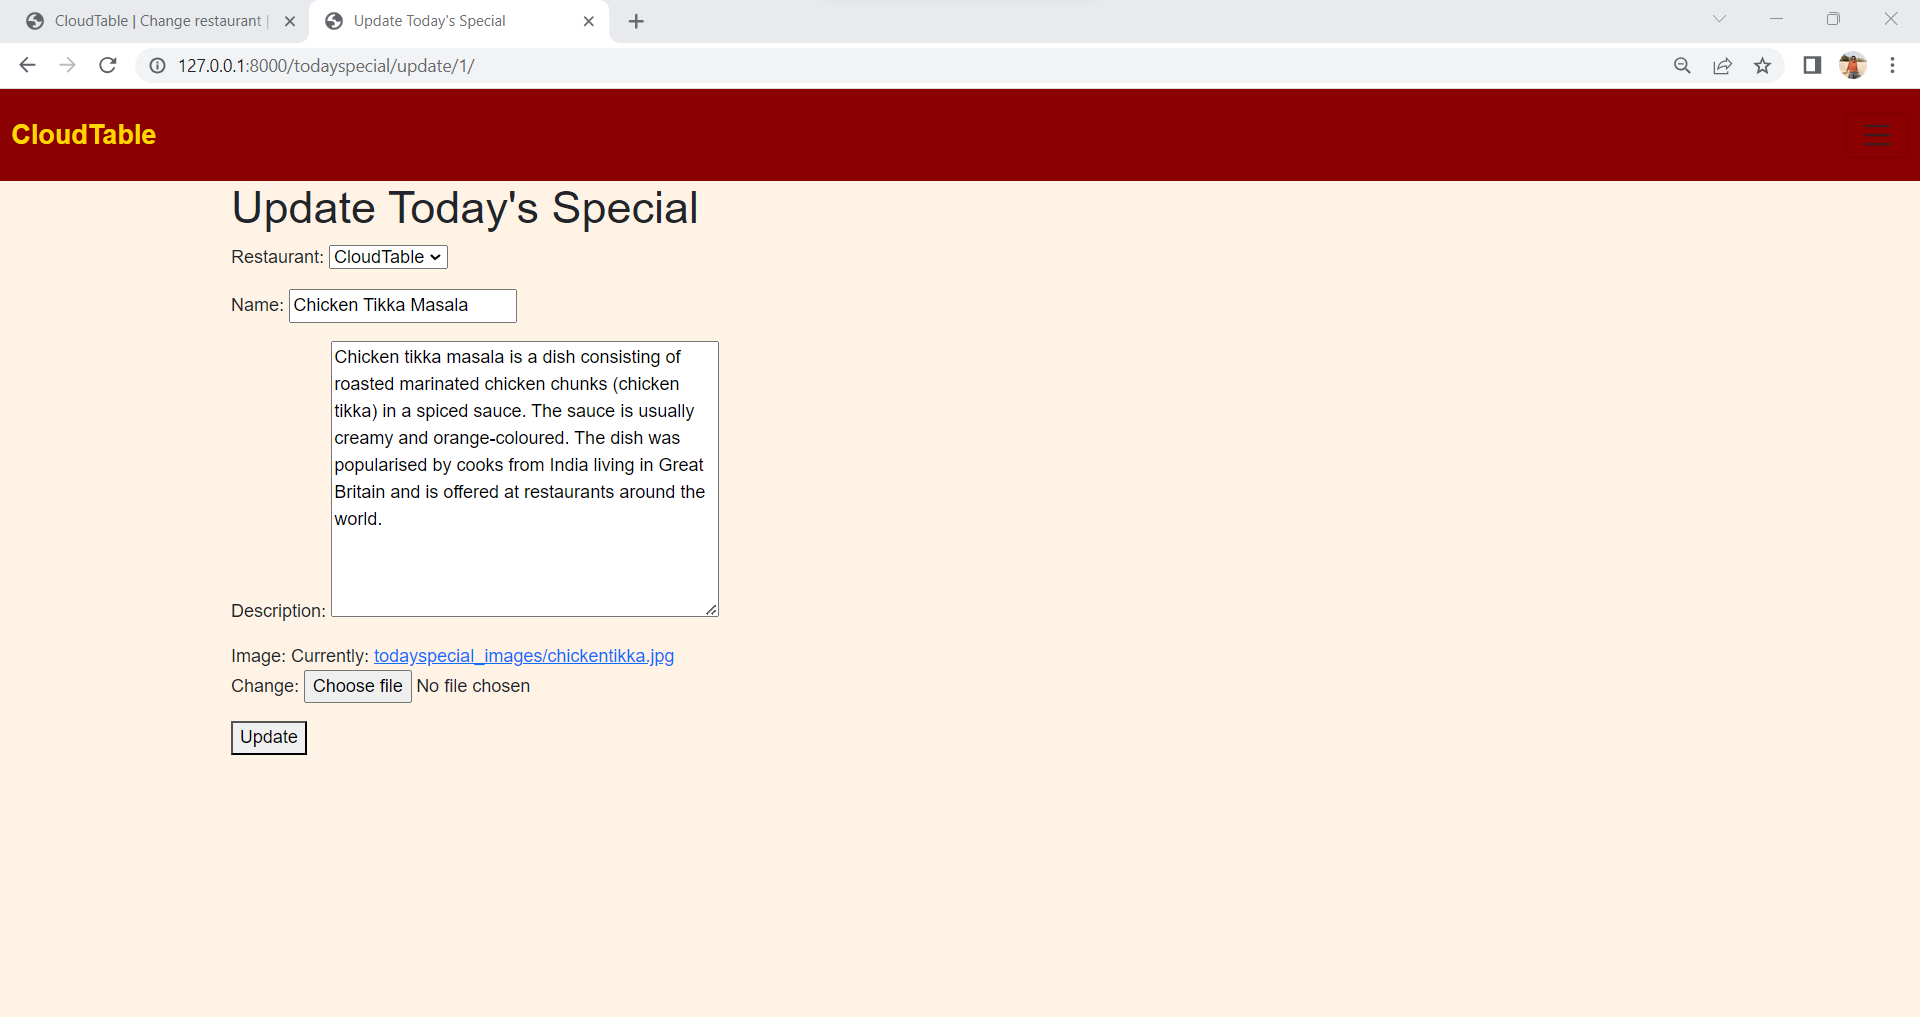 CloudTable | Change restaurant |
Update Today's Special
127.0.0.1:8000/todayspecial/update/1/
CloudTable
Update Today's Special
Restaurant: CloudTable
Name: Chicken Tikka Masala
Chicken tikka masala is a dish consisting of
roasted marinated chicken chunks (chicken
tikka) in a spiced sauce. The sauce is usually
creamy and orange-coloured. The dish was
popularised by cooks from India living in Great
Britain and is offered at restaurants around the
world.
Description:
Image: Currently: todayspecial_images/chickentikka.jpg
Change: Choose file No file chosen
Update